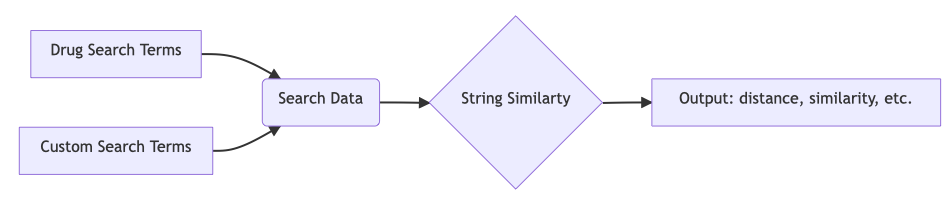 Drug Search Terms
Custom Search Terms
Search Data
String Similarty
Output: distance, similarity, etc.